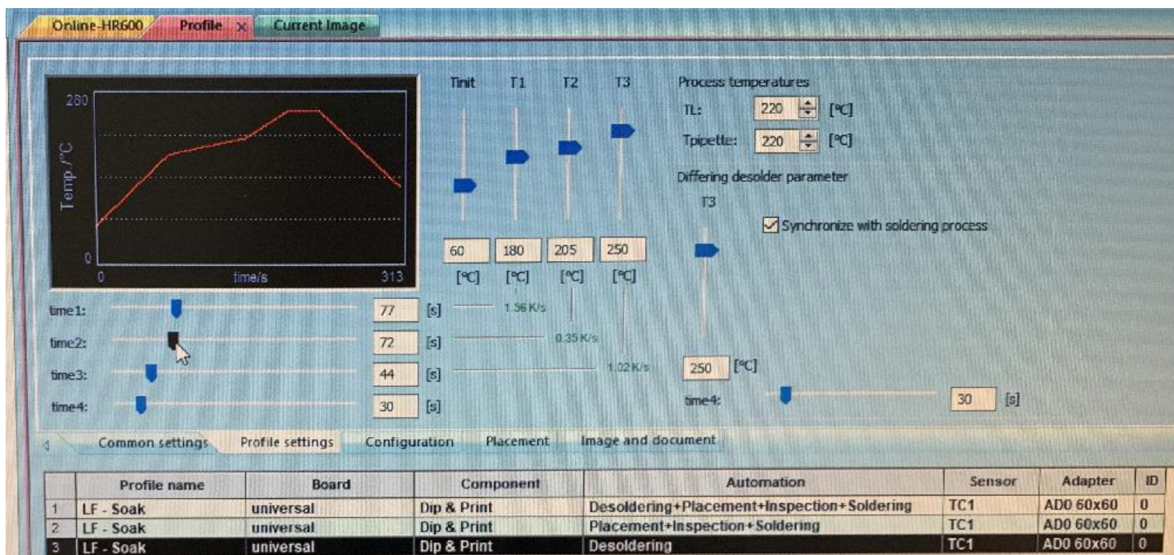 Online-HR600 Profile x Current Image
Tinit T1 T2 T3 Process temperatures
280
TL: 220 [°C]
Tpipette: 220 [°C]
Temp /°C
Differing desolder parameter
T3
Synchronize with soldering process
60 180 205 250
0
0 time/s 313
[°C] [°C] [°C] [°C]
time1: 77 [s] 1.36 K/s
time2: 72 [s] 0.35 K/s
time3: 44 [s] 1.02 K/s
250 [°C]
time4: 30 [s]
time4: 30 [s]
Common settings Profile settings Configuration Placement Image and document
Profile name Board Component Automation Sensor Adapter ID
1 LF - Soak universal Dip & Print Desoldering+Placement+Inspection+Soldering TC1 AD0 60x60 0
2 LF - Soak universal Dip & Print Placement+Inspection+Soldering TC1 AD0 60x60 0
3 LF - Soak universal Dip & Print Desoldering TC1 AD0 60x60 0